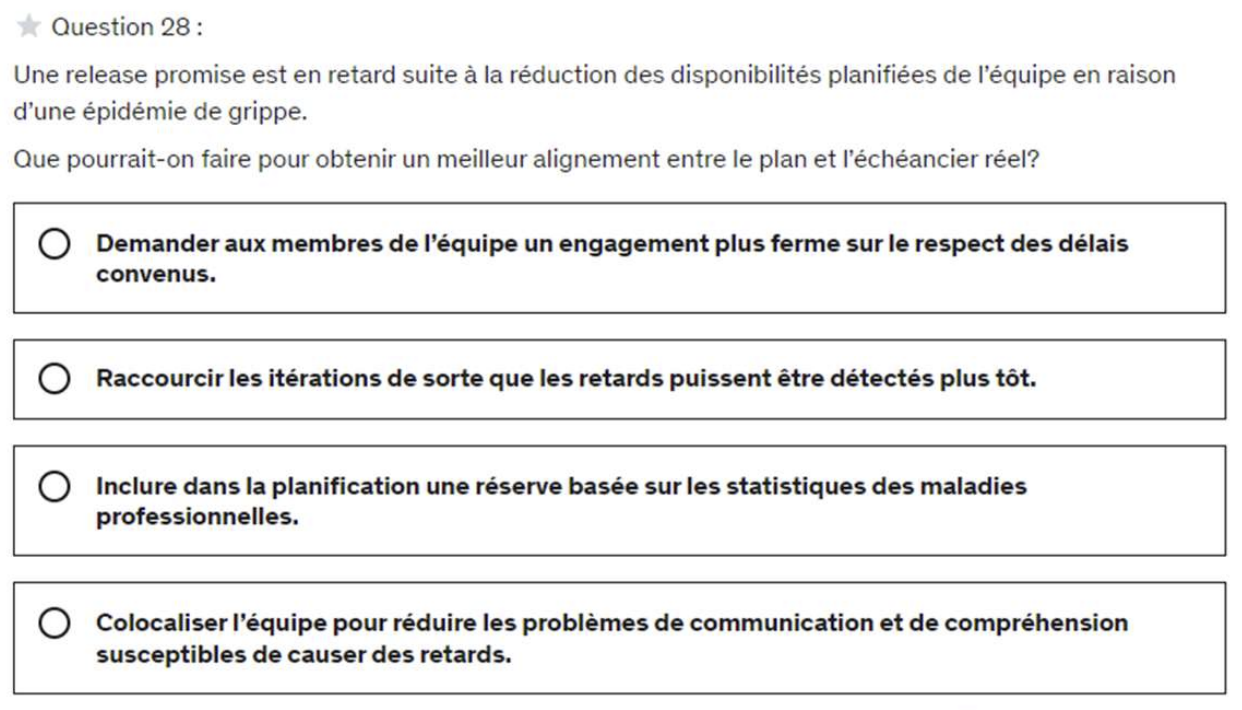 Question 28 :
Une release promise est en retard suite à la réduction des disponibilités planifiées de l'équipe en raison
d'une épidémie de grippe.
Que pourrait-on faire pour obtenir un meilleur alignement entre le plan et l'échéancier réel?
Demander aux membres de l'équipe un engagement plus ferme sur le respect des délais
convenus.
Raccourcir les itérations de sorte que les retards puissent être détectés plus tôt.
Inclure dans la planification une réserve basée sur les statistiques des maladies
professionnelles.
Colocaliser l'équipe pour réduire les problèmes de communication et de compréhension
susceptibles de causer des retards.